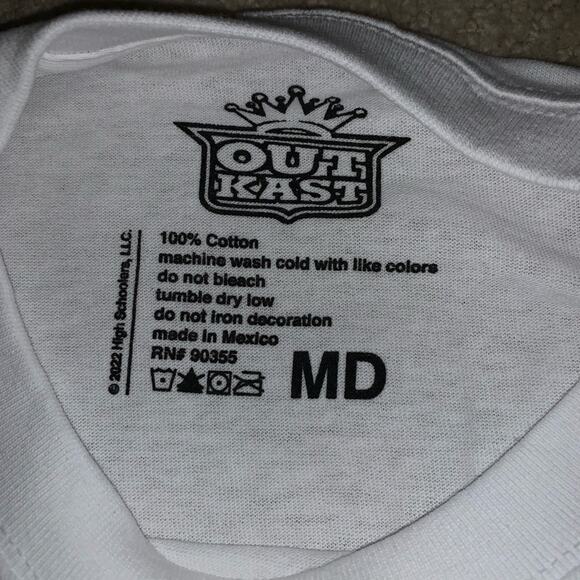 OUT
KAST
100% Cotton
machine wash cold with like colors
do not bleach
tumble dry low
do not iron decoration
made in Mexico
RN# 90355
MD
© 2022 High Schoolers, LLC.